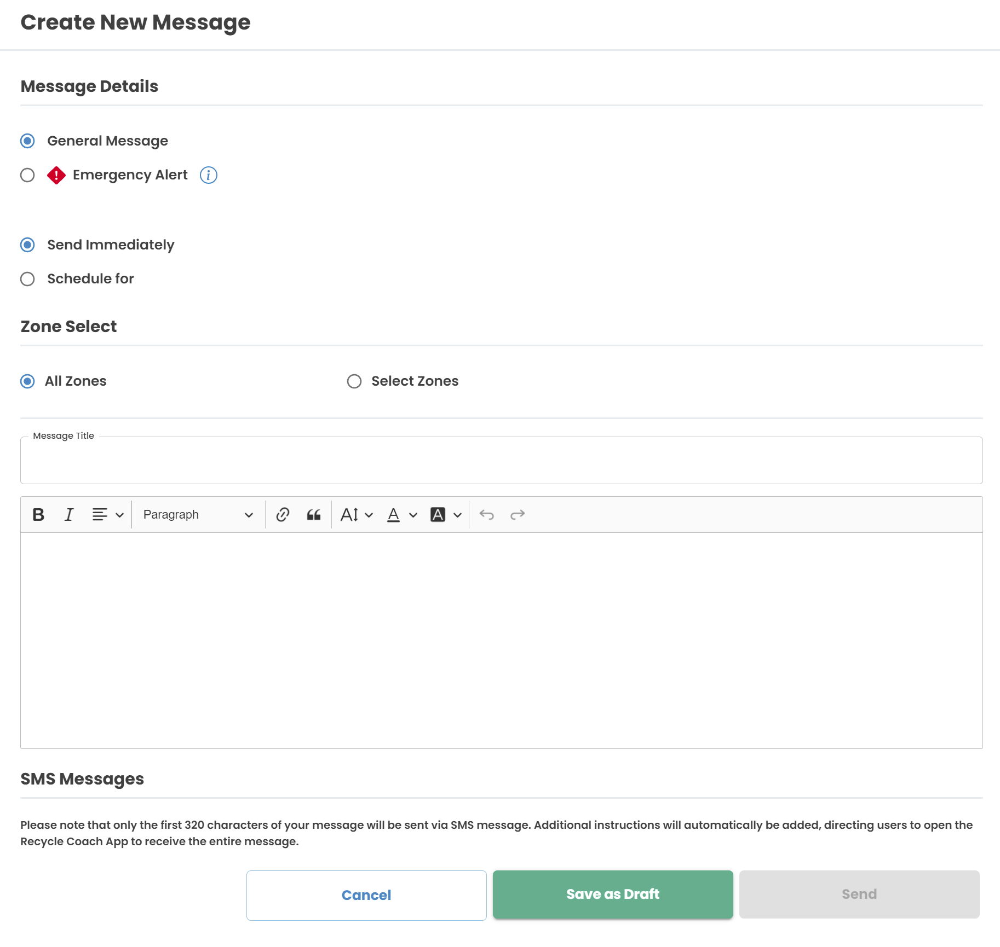 Create New Message
Message Details
General Message
Emergency Alert
Send Immediately
Schedule for
Zone Select
All Zones
Select Zones
Message Title
Paragraph
SMS Messages
Please note that only the first 320 characters of your message will be sent via SMS message. Additional instructions will automatically be added, directing users to open the
Recycle Coach App to receive the entire message.
Cancel
Save as Draft
Send